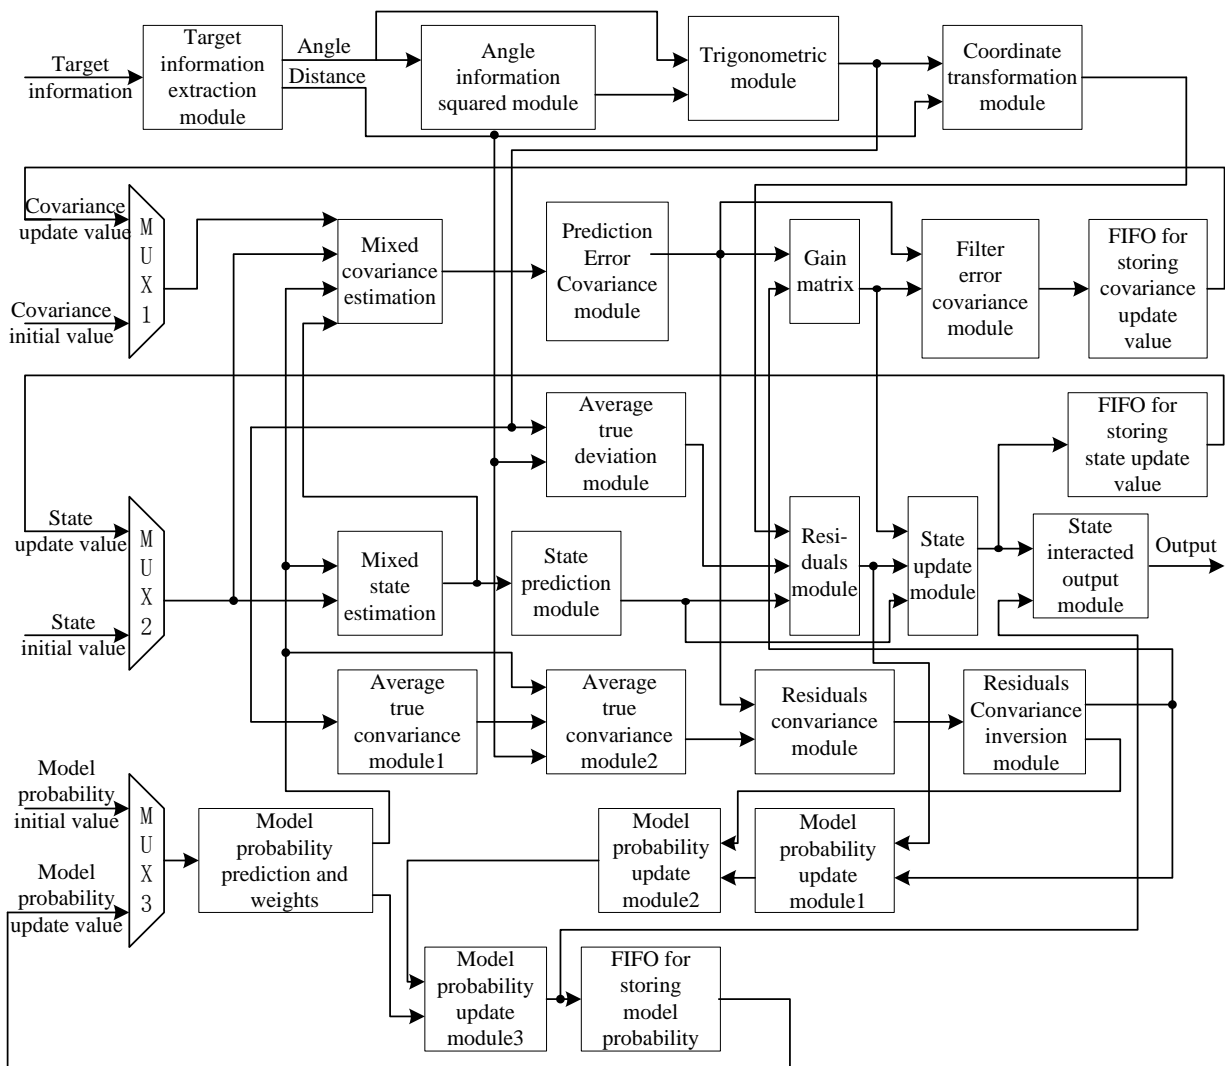 Target
information
Target
information
extraction
module
Angle
Distance
Angle
information
squared module
Trigonometric
module
Coordinate
transformation
module
Covariance
update value
Covariance
initial value
M
U
X
1
Mixed
covariance
estimation
Prediction
Error
Covariance
module
Gain
matrix
Filter
error
covariance
module
FIFO for
storing
covariance
update
value
Average
true
deviation
module
FIFO for
storing
state update
value
State
update value
State
initial value
M
U
X
2
Mixed
state
estimation
State
prediction
module
Resi-
duals
module
State
update
module
State
interacted
output
module
Output
Average
true
convariance
module1
Average
true
convariance
module2
Residuals
convariance
module
Residuals
Convariance
inversion
module
Model
probability
initial value
Model
probability
update value
M
U
X
3
Model
probability
prediction and
weights
Model
probability
update
module2
Model
probability
update
module1
Model
probability
update
module3
FIFO for
storing
model
probability